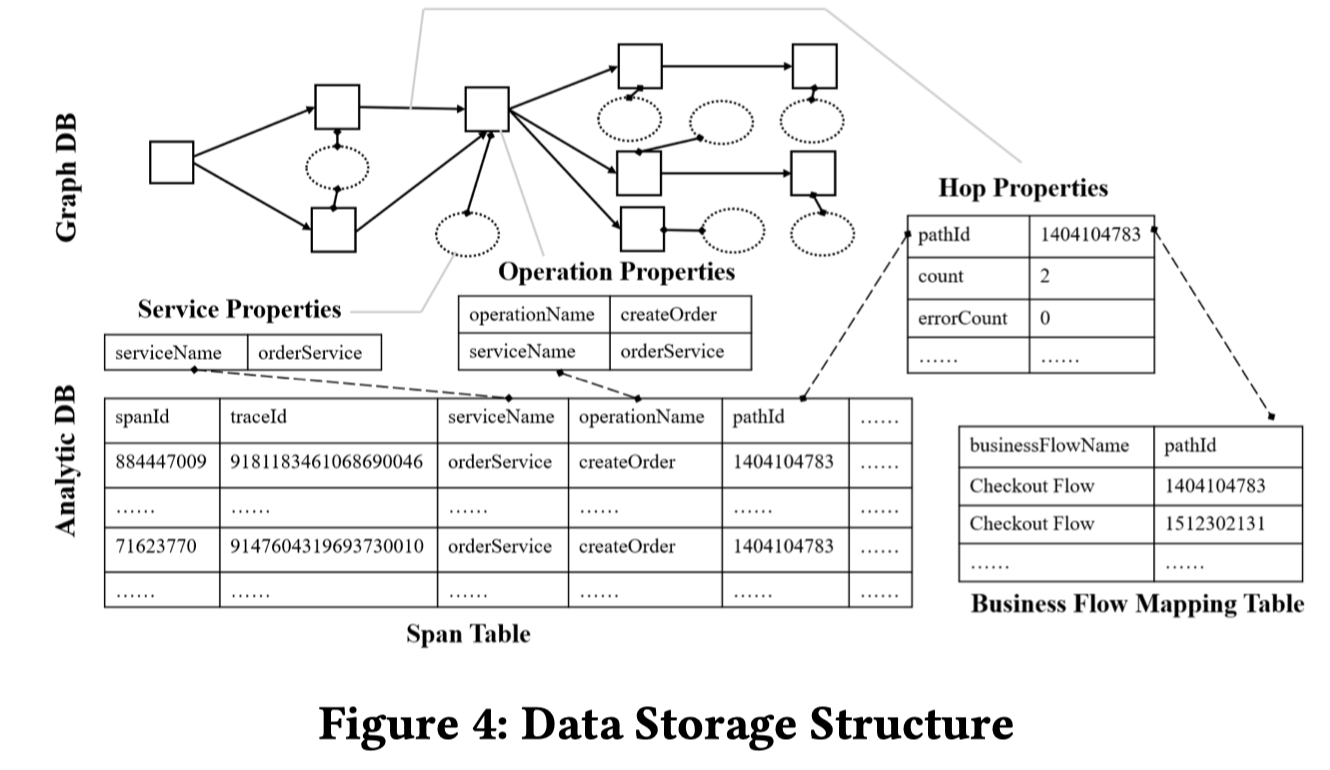 Graph DB
Hop Properties
pathId 1404104783
count 2
errorCount 0
...... ......
Operation Properties
operationName createOrder
serviceName orderService
Service Properties
serviceName orderService
Analytic DB
spanId traceId serviceName operationName pathId ......
884447009 9181183461068690046 orderService createOrder 1404104783 ......
...... ...... ...... ...... ...... ......
71623770 9147604319693730010 orderService createOrder 1404104783 ......
...... ...... ...... ...... ...... ......
Span Table
businessFlowName pathId
Checkout Flow 1404104783
Checkout Flow 1512302131
...... ......
Business Flow Mapping Table
Figure 4: Data Storage Structure